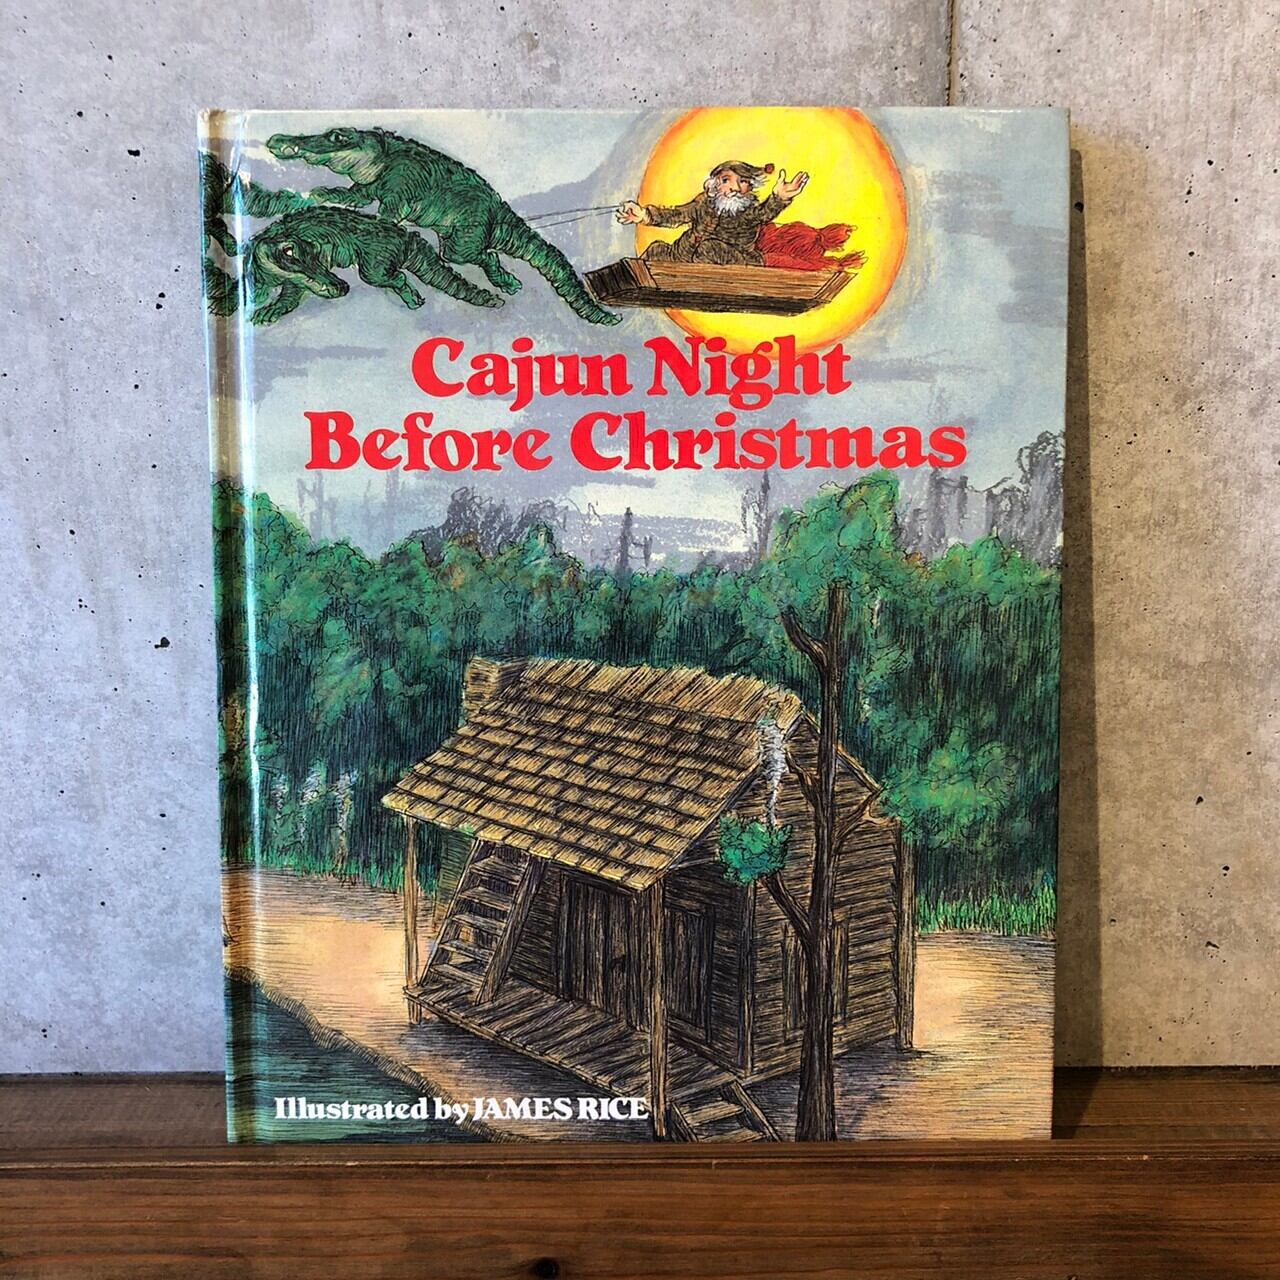 Cajun Night
Before Christmas
Illustrated by JAMES RICE